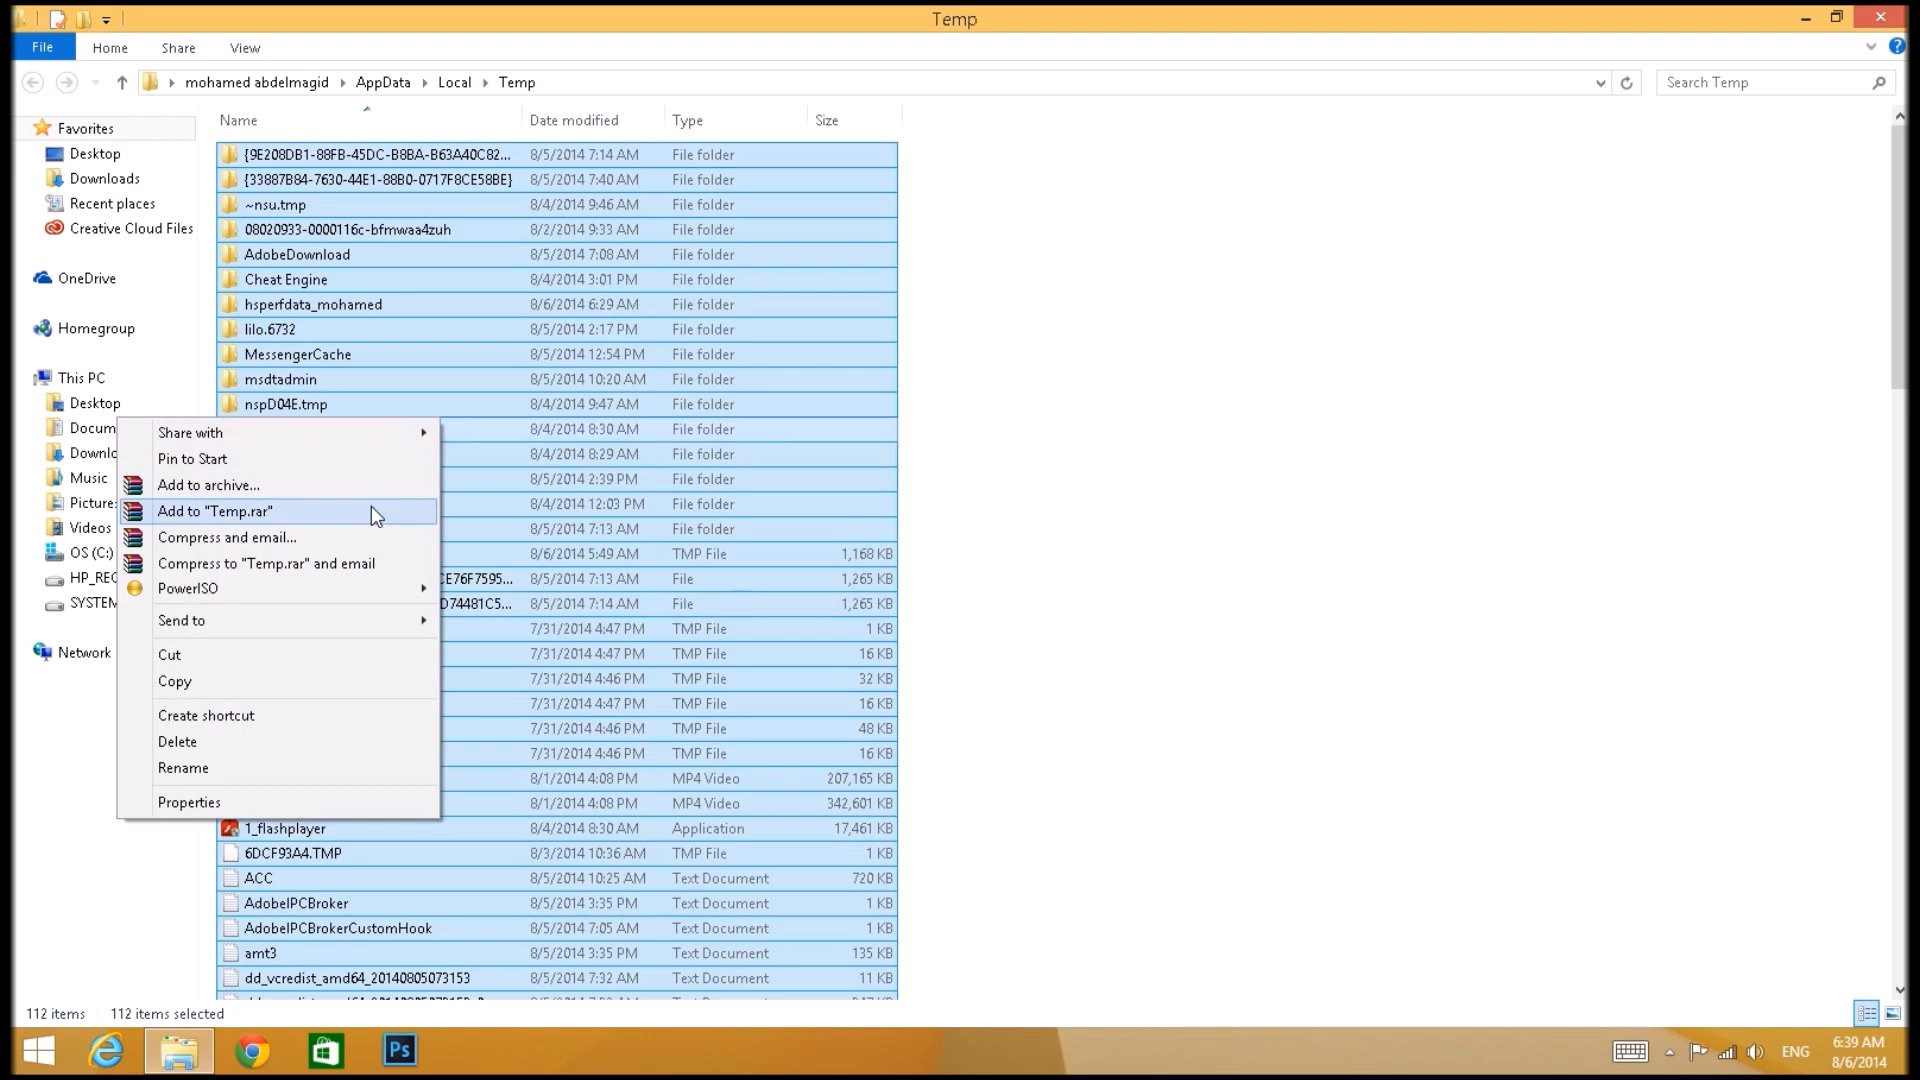 Temp
File Home Share View
mohamed abdelmagid AppData Local Temp
Search Temp
Name Date modified Type Size
Favorites
Desktop
Downloads
Recent places
Creative Cloud Files
OneDrive
Homegroup
This PC
Desktop
Docum
Downlo
Music
Pictures
Videos
OS (C:)
HP_REC
SYSTEM
Network
{9E208DB1-88FB-45DC-B8BA-B63A40C82... 8/5/2014 7:14 AM File folder
{33887B84-7630-44E1-88B0-0717F8CE58BE} 8/5/2014 7:40 AM File folder
~nsu.tmp 8/4/2014 9:46 AM File folder
08020933-0000116c-bfmwaa4zuh 8/2/2014 9:33 AM File folder
AdobeDownload 8/5/2014 7:08 AM File folder
Cheat Engine 8/4/2014 3:01 PM File folder
hsperfdata_mohamed 8/6/2014 6:29 AM File folder
lilo.6732 8/5/2014 2:17 PM File folder
MessengerCache 8/5/2014 12:54 PM File folder
msdtadmin 8/5/2014 10:20 AM File folder
nspD04E.tmp 8/4/2014 9:47 AM File folder
8/4/2014 8:30 AM File folder
8/4/2014 8:29 AM File folder
8/5/2014 2:39 PM File folder
8/4/2014 12:03 PM File folder
8/5/2014 7:13 AM File folder
8/6/2014 5:49 AM TMP File 1,168 KB
CE76F7595... 8/5/2014 7:13 AM File 1,265 KB
D74481C5... 8/5/2014 7:14 AM File 1,265 KB
7/31/2014 4:47 PM TMP File 1 KB
7/31/2014 4:47 PM TMP File 16 KB
7/31/2014 4:46 PM TMP File 32 KB
7/31/2014 4:47 PM TMP File 16 KB
7/31/2014 4:46 PM TMP File 48 KB
7/31/2014 4:46 PM TMP File 16 KB
8/1/2014 4:08 PM MP4 Video 207,165 KB
8/1/2014 4:08 PM MP4 Video 342,601 KB
1_flashplayer 8/4/2014 8:30 AM Application 17,461 KB
6DCF93A4.TMP 8/3/2014 10:36 AM TMP File 1 KB
ACC 8/5/2014 10:25 AM Text Document 720 KB
AdobeIPCBroker 8/5/2014 3:35 PM Text Document 1 KB
AdobeIPCBrokerCustomHook 8/5/2014 7:05 AM Text Document 1 KB
amt3 8/5/2014 3:35 PM Text Document 135 KB
dd_vcredist_amd64_20140805073153 8/5/2014 7:32 AM Text Document 11 KB
Share with
Pin to Start
Add to archive...
Add to "Temp.rar"
Compress and email...
Compress to "Temp.rar" and email
PowerISO
Send to
Cut
Copy
Create shortcut
Delete
Rename
Properties
112 items 112 items selected
Ps
ENG
6:39 AM
8/6/2014